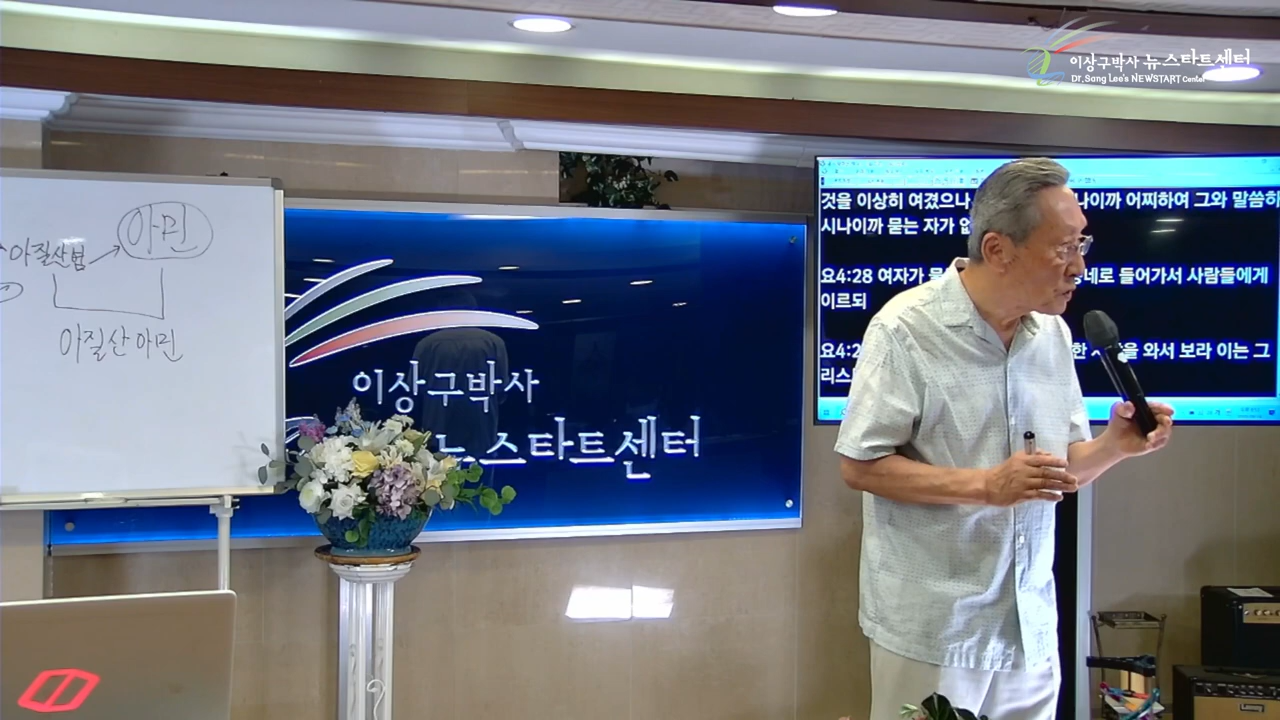 이상구박사 뉴스타트센터
Dr. Sang Lee's NEWSTART Center
아민
아질산염
아질산 아민
이상구박사
뉴스타트센터
것을 이상히 여겼으나 나이까 어찌하여 그와 말씀하
시나이까 묻는 자가 없
요4:28 여자가 물 네로 들어가서 사람들에게
이르되
요4:2 한 을 와서 보라 이는 그
리스